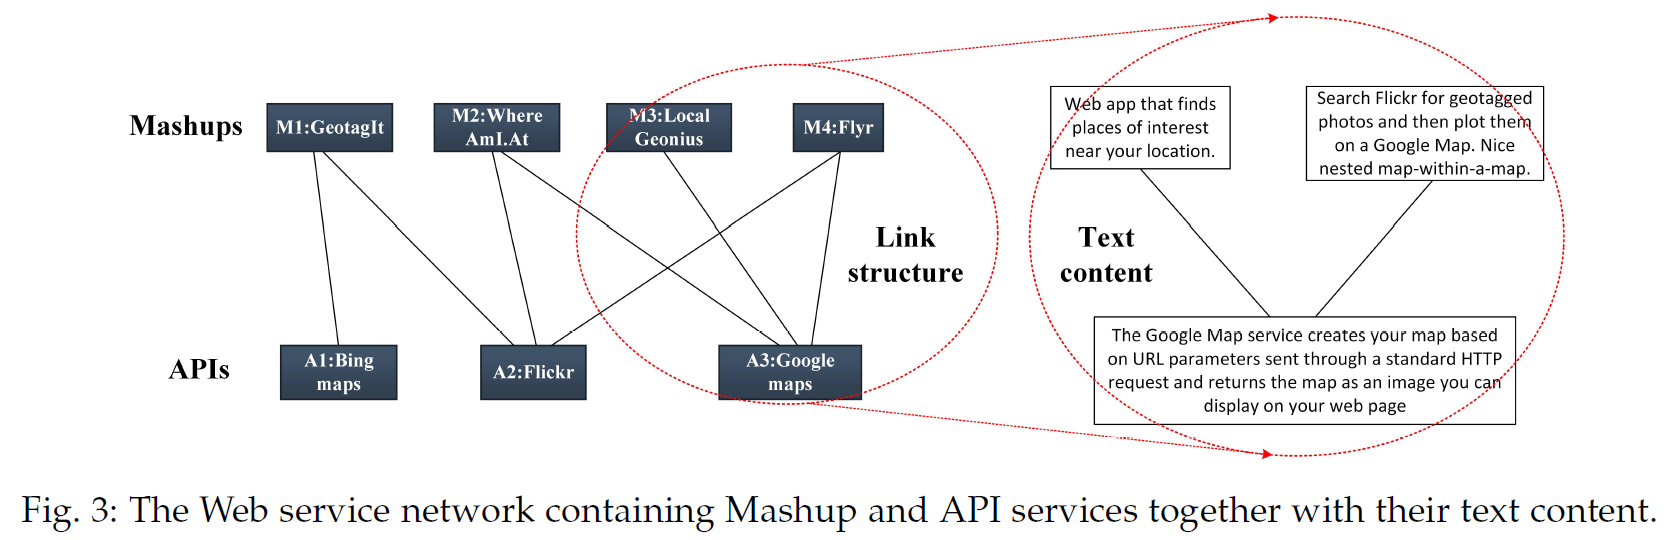 Mashups
M1:GeotagIt
M2:Where
AmI.At
M3:Local
Geonius
M4:Flyr
Link
structure
APIs
A1:Bing
maps
A2:Flickr
A3:Google
maps
Web app that finds
places of interest
near your location.
Search Flickr for geotagged
photos and then plot them
on a Google Map. Nice
nested map-within-a-map.
Text
content
The Google Map service creates your map based
on URL parameters sent through a standard HTTP
request and returns the map as an image you can
display on your web page
Fig. 3: The Web service network containing Mashup and API services together with their text content.